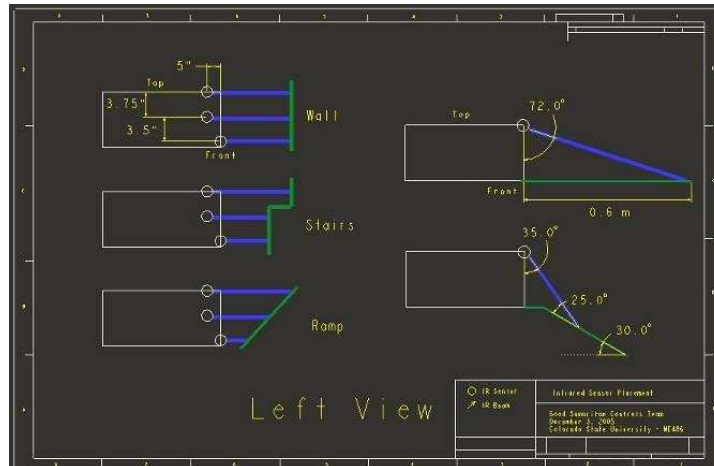 5"
Top
3.75"
3.5"
Front
Wall
Stairs
Ramp
72.0°
Top
Front
0.6 m
35.0°
25.0°
30.0°
Left View
IR Sensor
IR Beam
Infrared Sensor Placement
Good Samaritan Contrers Team
December 3, 2005
Colorado State University - ME486